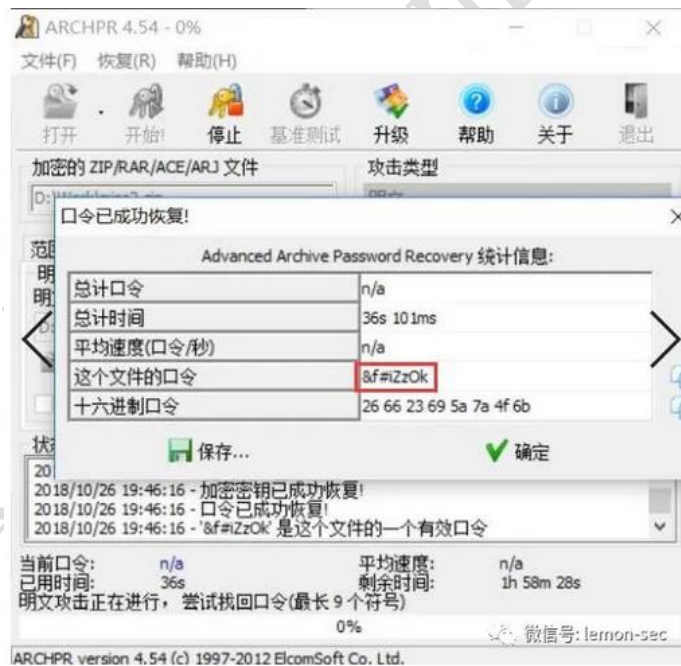 ARCHPR 4.54 - 0%
文件(F) 恢复(R) 帮助(H)
打开 开始! 停止 基准测试 升级 帮助 关于 退出
加密的 ZIP/RAR/ACE/ARJ 文件 攻击类型
口令已成功恢复!
Advanced Archive Password Recovery 统计信息:
总计口令 n/a
总计时间 36s 101ms
平均速度(口令/秒) n/a
这个文件的口令 &f#iZzOk
十六进制口令 26 66 23 69 5a 7a 4f 6b
保存... 确定
2018/10/26 19:46:16 - 加密密钥已成功恢复!
2018/10/26 19:46:16 - 口令已成功恢复!
2018/10/26 19:46:16 - '&f#iZzOk' 是这个文件的一个有效口令
当前口令: n/a 平均速度: n/a
已用时间: 36s 剩余时间: 1h 58m 28s
明文攻击正在进行，尝试找回口令(最长 9 个符号)
0%
微信号: lemon-sec
ARCHPR version 4.54 (c) 1997-2012 ElcomSoft Co. Ltd.